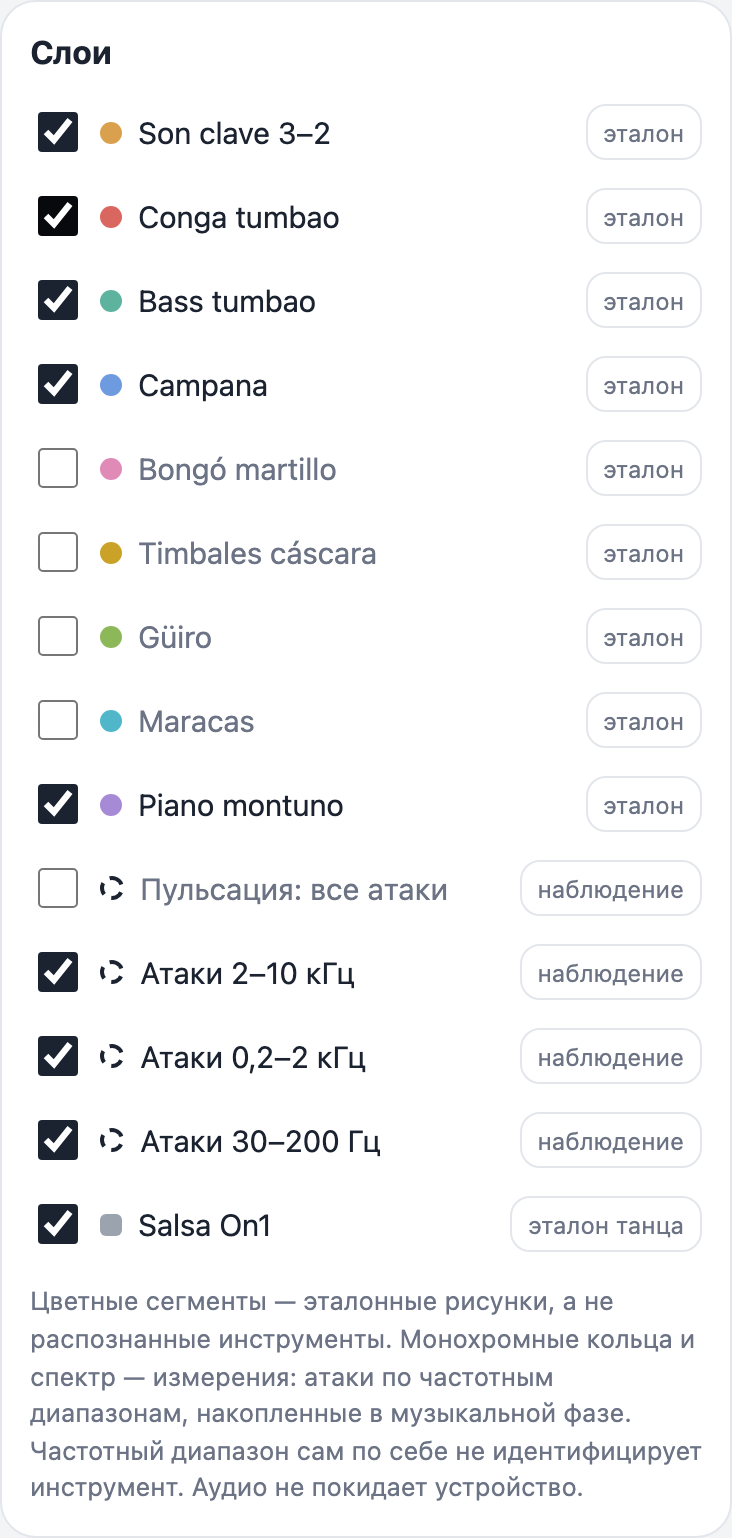 Слои
Son clave 3–2 эталон
Conga tumbao эталон
Bass tumbao эталон
Campana эталон
Bongó martillo эталон
Timbales cáscara эталон
Güiro эталон
Maracas эталон
Piano montuno эталон
Пульсация: все атаки наблюдение
Атаки 2–10 кГц наблюдение
Атаки 0,2–2 кГц наблюдение
Атаки 30–200 Гц наблюдение
Salsa On1 эталон танца
Цветные сегменты — эталонные рисунки, а не
распознанные инструменты. Монохромные кольца и
спектр — измерения: атаки по частотным
диапазонам, накопленные в музыкальной фазе.
Частотный диапазон сам по себе не идентифицирует
инструмент. Аудио не покидает устройство.